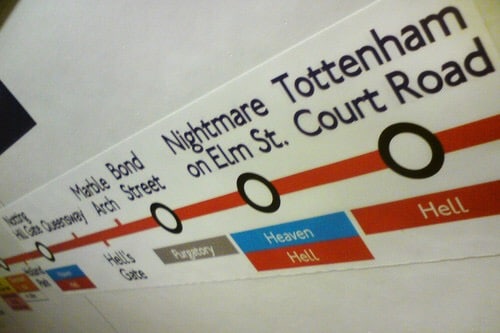 Notting
Hill Gate
Queensway
Marble
Arch
Bond
Street
Nightmare
on Elm St.
Tottenham
Court Road
Hell's
Gate
Purgatory
Heaven
Hell
Hell